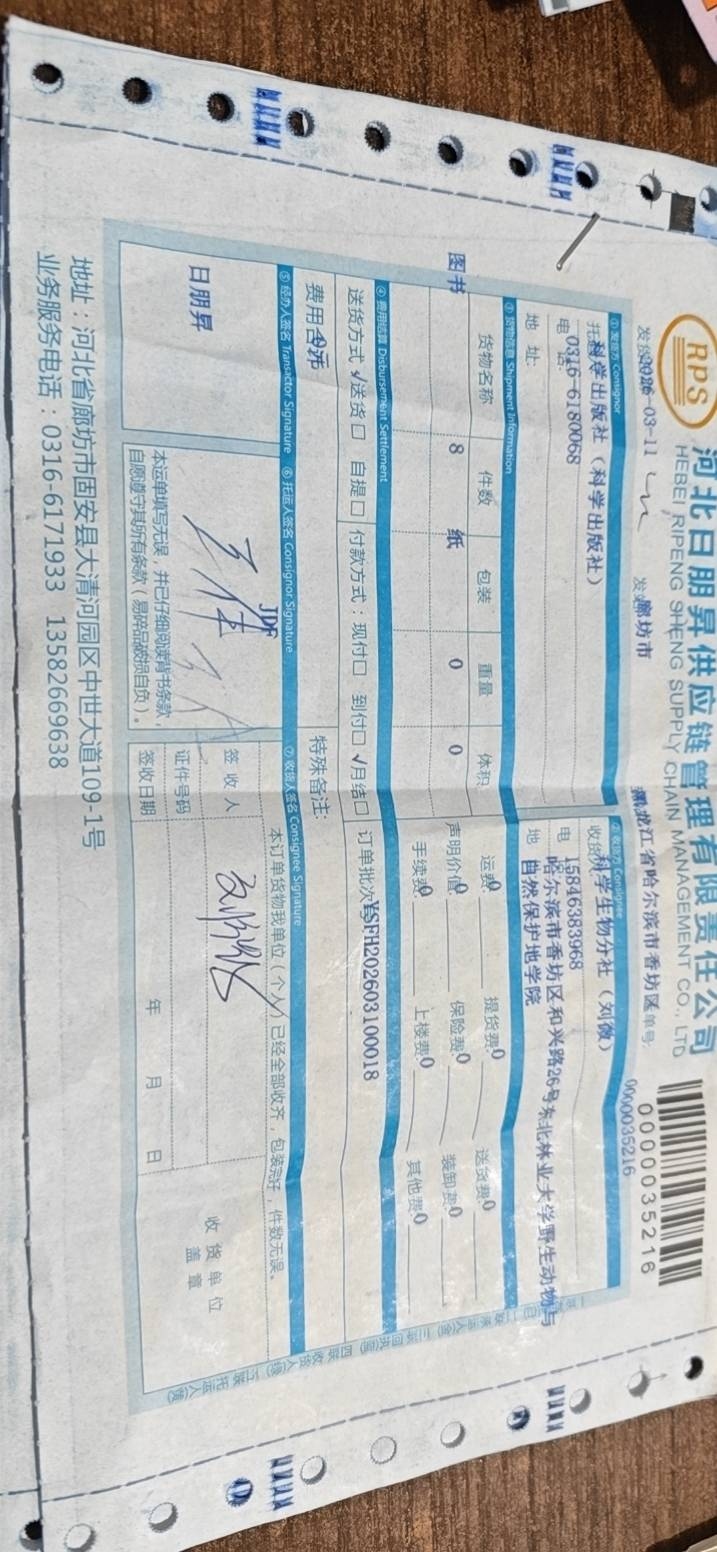 RPS
河北日朋昇供应链管理有限责任公司
HEBEI RIPENG SHENG SUPPLY CHAIN MANAGEMENT CO., LTD
0000035216
0000035216
03-11
廊坊市
黑龙江省哈尔滨市香坊区
单号:
① 发货方 Consignor
科学出版社（科学出版社）
电话:
0316-6180068
地 址:
② 收货方 Consignee
科学生物分社（刘微）
电
15846383968
地
哈尔滨市香坊区和兴路26号东北林业大学野生动物与
自然保护地学院
③ 货物信息 Shipment Information
货物名称 件数 包装 重量 体积
图书 8 纸 0 0
运费0 提货费0 送货费0
声明价值0 保险费0 装卸费0
手续费0 上楼费0 其他费0
④ 费用结算 Disbursement Settlement
送货方式 √送货□ 自提□ 付款方式：现付□ 到付□ √月结□
订单批次 YSFH202603100018
费用合计
特殊备注:
⑤ 经办人签名 Transactor Signature ⑥ 托运人签名 Consignor Signature ⑦ 收货人签名 Consignee Signature
日朋昇
本运单填写无误，并已仔细阅读背书条款，
自愿遵守其所有条款（易碎品破损自负）。
本订单货物我单位（个人）已经全部收齐，包装完好，件数无误。
签 收 人
证件号码
签收日期 年 月 日
收 货 单 位
盖 章
地址：河北省廊坊市固安县大清河园区中世大道109-1号
业务服务电话：0316-6171933 13582669638